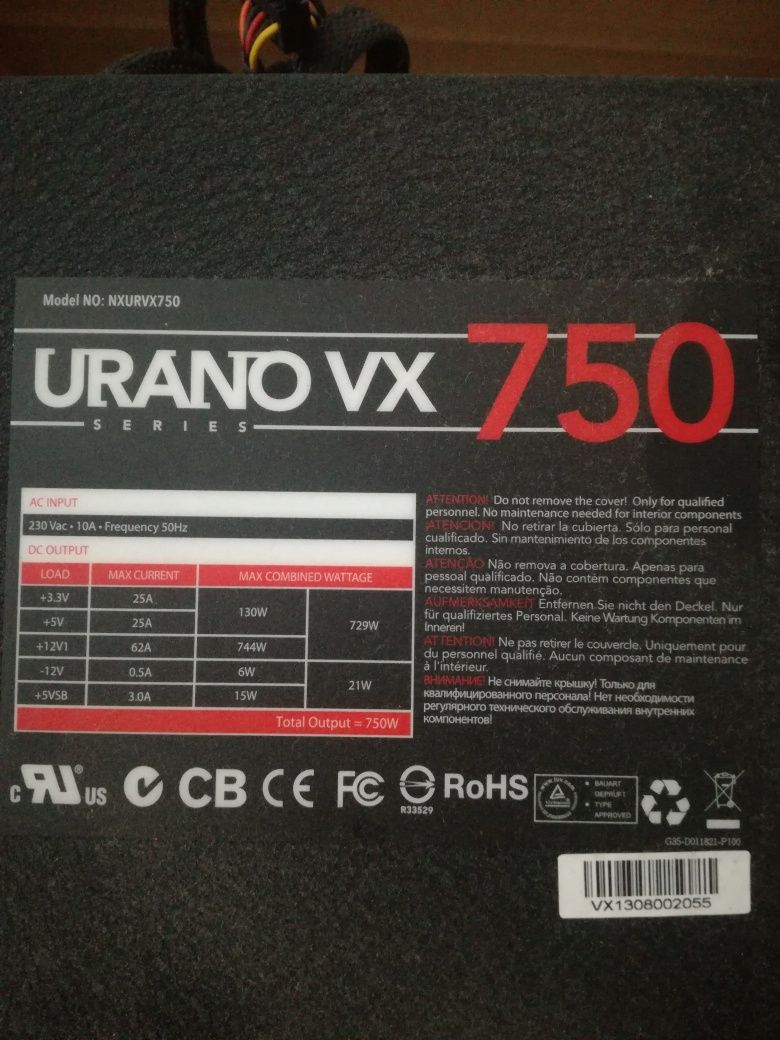 Model NO: NXURVX750
URANO VX 750
SERIES
AC INPUT
230 Vac • 10A • Frequency 50Hz
DC OUTPUT
LOAD MAX CURRENT MAX COMBINED WATTAGE
+3.3V 25A 130W 729W
+5V 25A
+12V1 62A 744W
-12V 0.5A 6W 21W
+5VSB 3.0A 15W
Total Output = 750W
ATTENTION! Do not remove the cover! Only for qualified
personnel. No maintenance needed for interior components
ATENCION! No retirar la cubierta. Sólo para personal
cualificado. Sin mantenimiento de los componentes
internos.
ATENÇÃO Não remova a cobertura. Apenas para
pessoal qualificado. Não contém componentes que
necessitem manutenção.
AUFMERKSAMKEIT Entfernen Sie nicht den Deckel. Nur
für qualifiziertes Personal. Keine Wartung Komponenten im
Inneren!
ATTENTION! Ne pas retirer le couvercle. Uniquement pour
du personnel qualifié. Aucun composant de maintenance
à l'intérieur.
ВНИМАНИЕ! Не снимайте крышку! Только для
квалифицированного персонала! Нет необходимости
регулярного технического обслуживания внутренних
компонентов!
c RU ® US CB CE FC R33529 RoHS
BAUART
GEPRÜFT
TYPE
APPROVED
G35-D011821-P100
VX1308002055